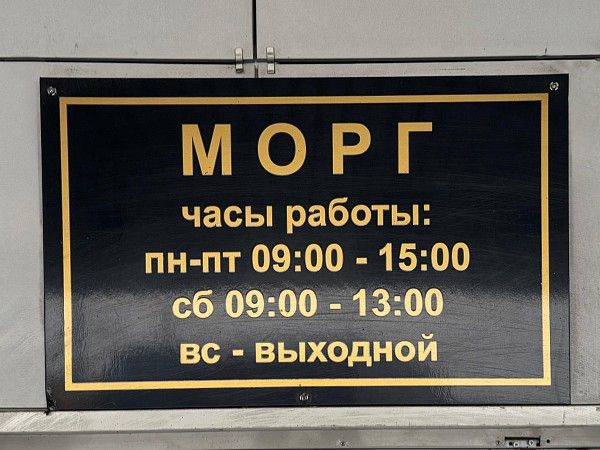 МОРГ
часы работы:
пн-пт 09:00 - 15:00
сб 09:00 - 13:00
вс - выходной